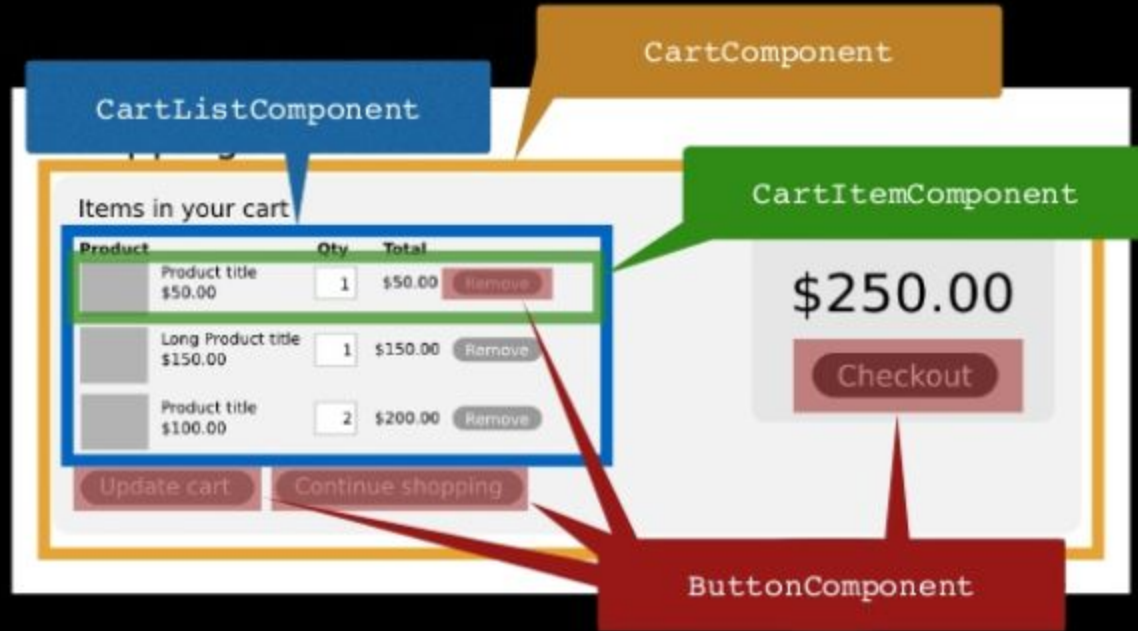 CartComponent
CartListComponent
CartItemComponent
Items in your cart
Product Qty Total
Product title
$50.00 1 $50.00 Remove
Long Product title
$150.00 1 $150.00 Remove
Product title
$100.00 2 $200.00 Remove
$250.00
Checkout
Update cart Continue shopping
ButtonComponent